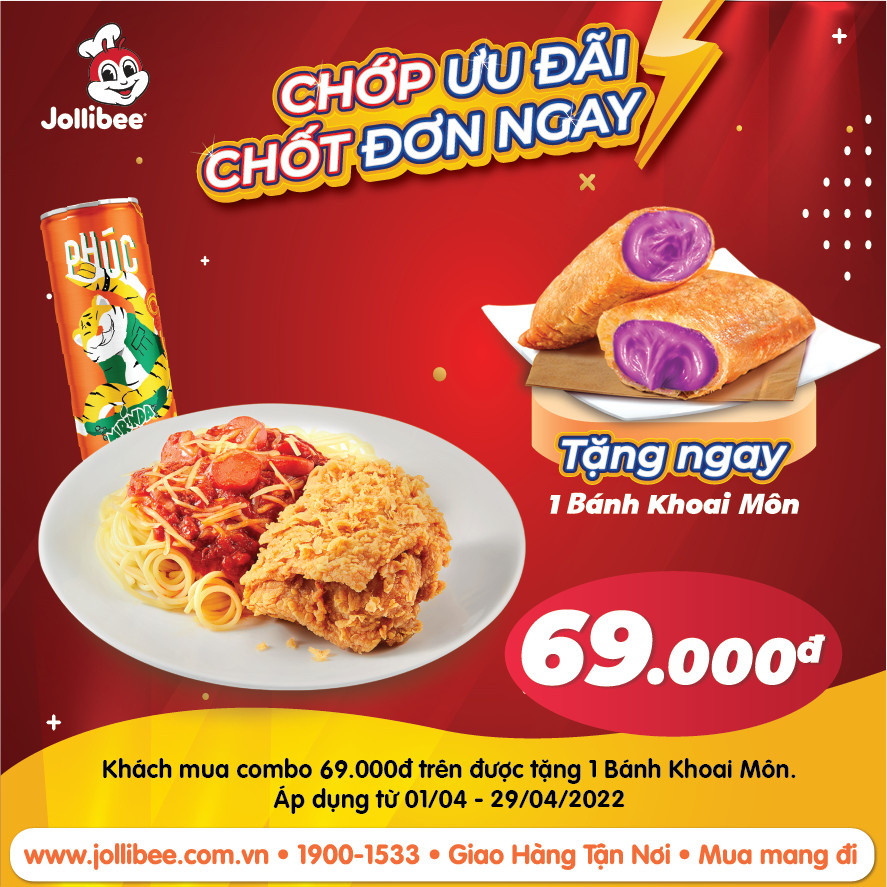 Jollibee
CHỚP ƯU ĐÃI
CHỐT ĐƠN NGAY
PHÚC
MIRINDA
Tặng ngay
1 Bánh Khoai Môn
69.000đ
Khách mua combo 69.000đ trên được tặng 1 Bánh Khoai Môn.
Áp dụng từ 01/04 - 29/04/2022
www.jollibee.com.vn • 1900-1533 • Giao Hàng Tận Nơi • Mua mang đi